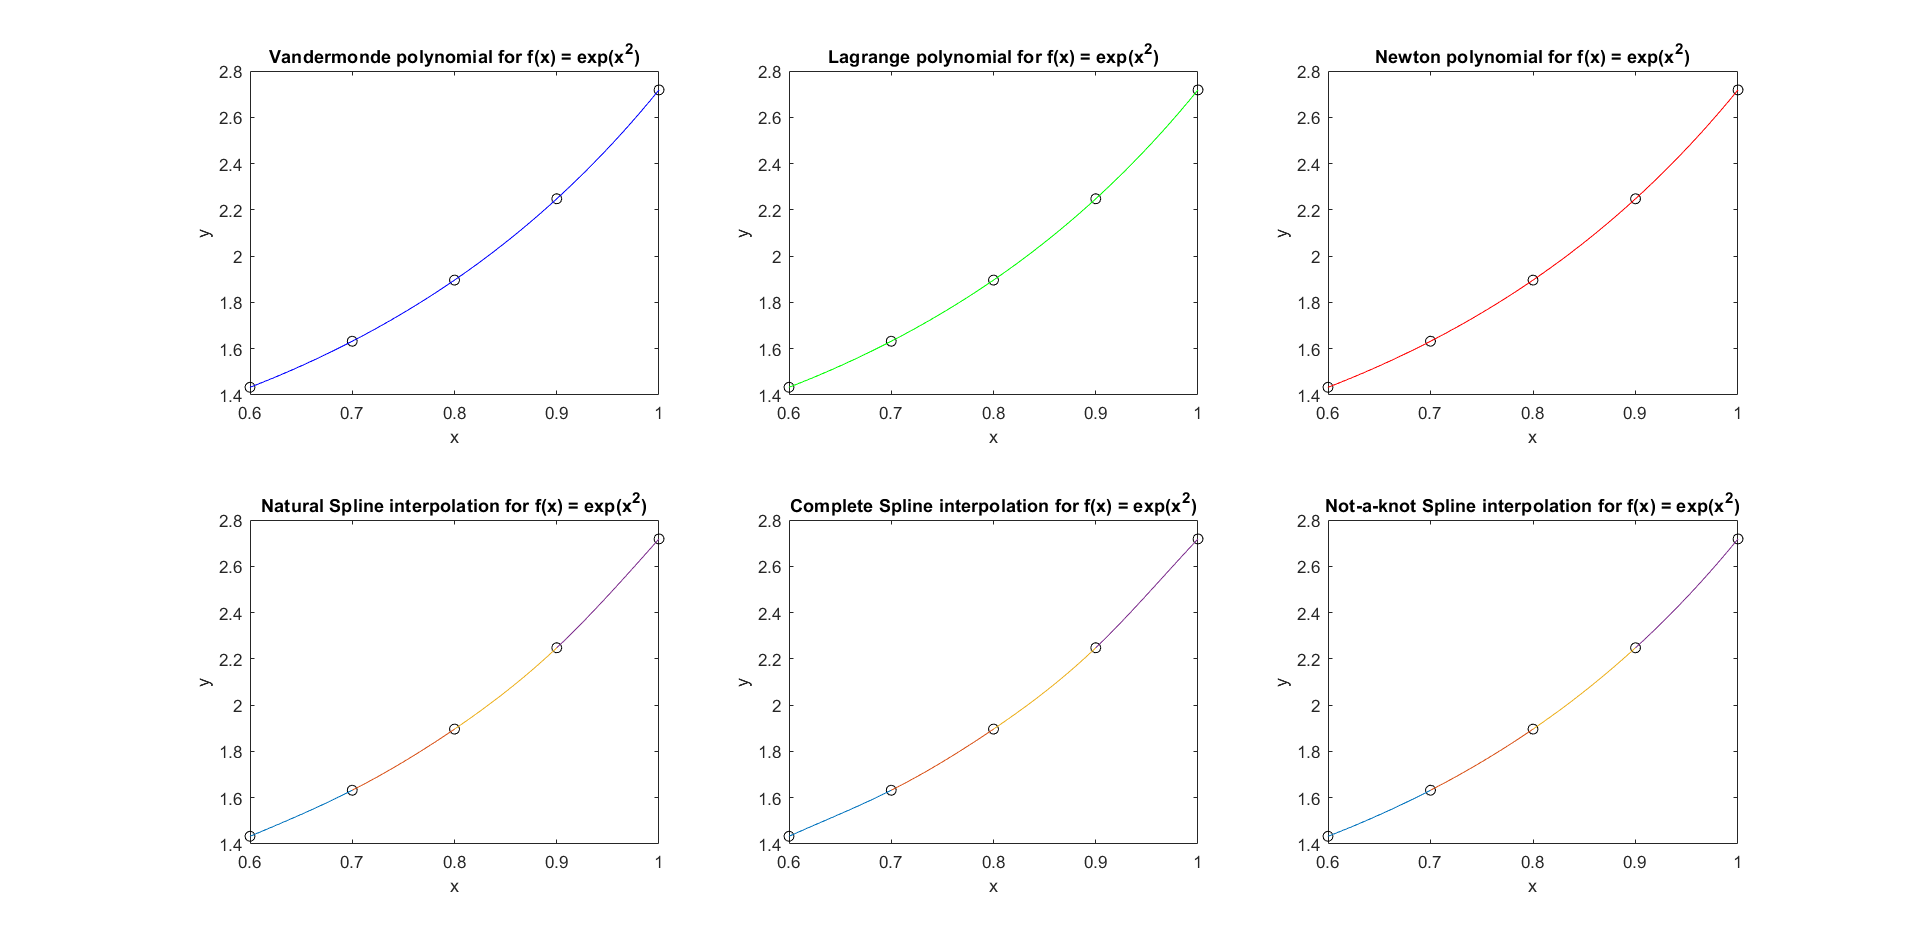 Vandermonde polynomial for f(x) = exp(x²)
2.8
2.6
2.4
2.2
2
1.8
1.6
1.4
y
0.6 0.7 0.8 0.9 1
x
Lagrange polynomial for f(x) = exp(x²)
2.8
2.6
2.4
2.2
2
1.8
1.6
1.4
y
0.6 0.7 0.8 0.9 1
x
Newton polynomial for f(x) = exp(x²)
2.8
2.6
2.4
2.2
2
1.8
1.6
1.4
y
0.6 0.7 0.8 0.9 1
x
Natural Spline interpolation for f(x) = exp(x²)
2.8
2.6
2.4
2.2
2
1.8
1.6
1.4
y
0.6 0.7 0.8 0.9 1
x
Complete Spline interpolation for f(x) = exp(x²)
2.8
2.6
2.4
2.2
2
1.8
1.6
1.4
y
0.6 0.7 0.8 0.9 1
x
Not-a-knot Spline interpolation for f(x) = exp(x²)
2.8
2.6
2.4
2.2
2
1.8
1.6
1.4
y
0.6 0.7 0.8 0.9 1
x